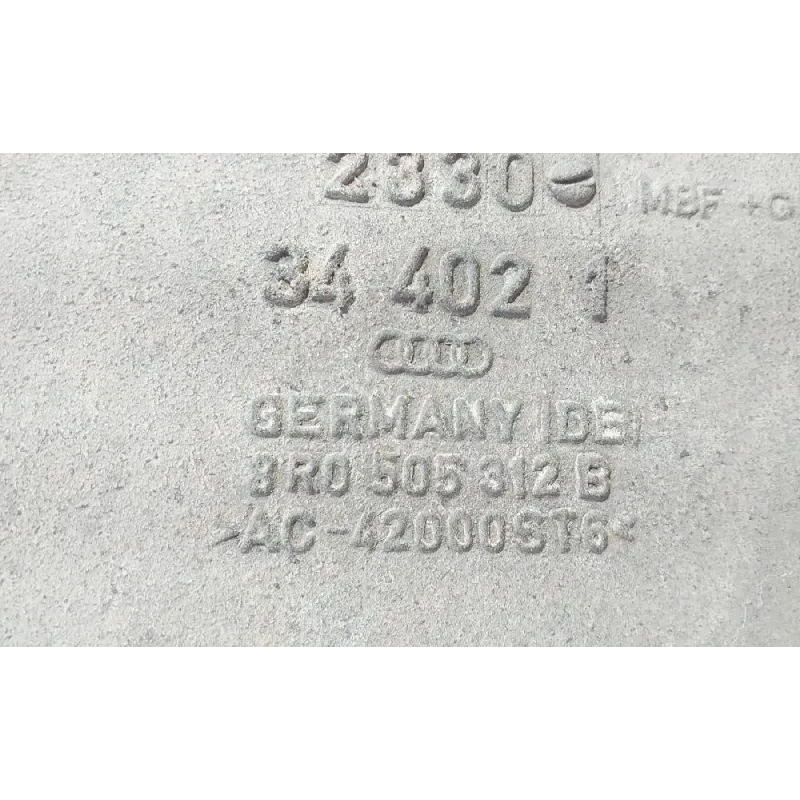 2330
MBF +G
34 402 1
GERMANY (DE)
8R0 505 312 B
>AC-42000ST6<